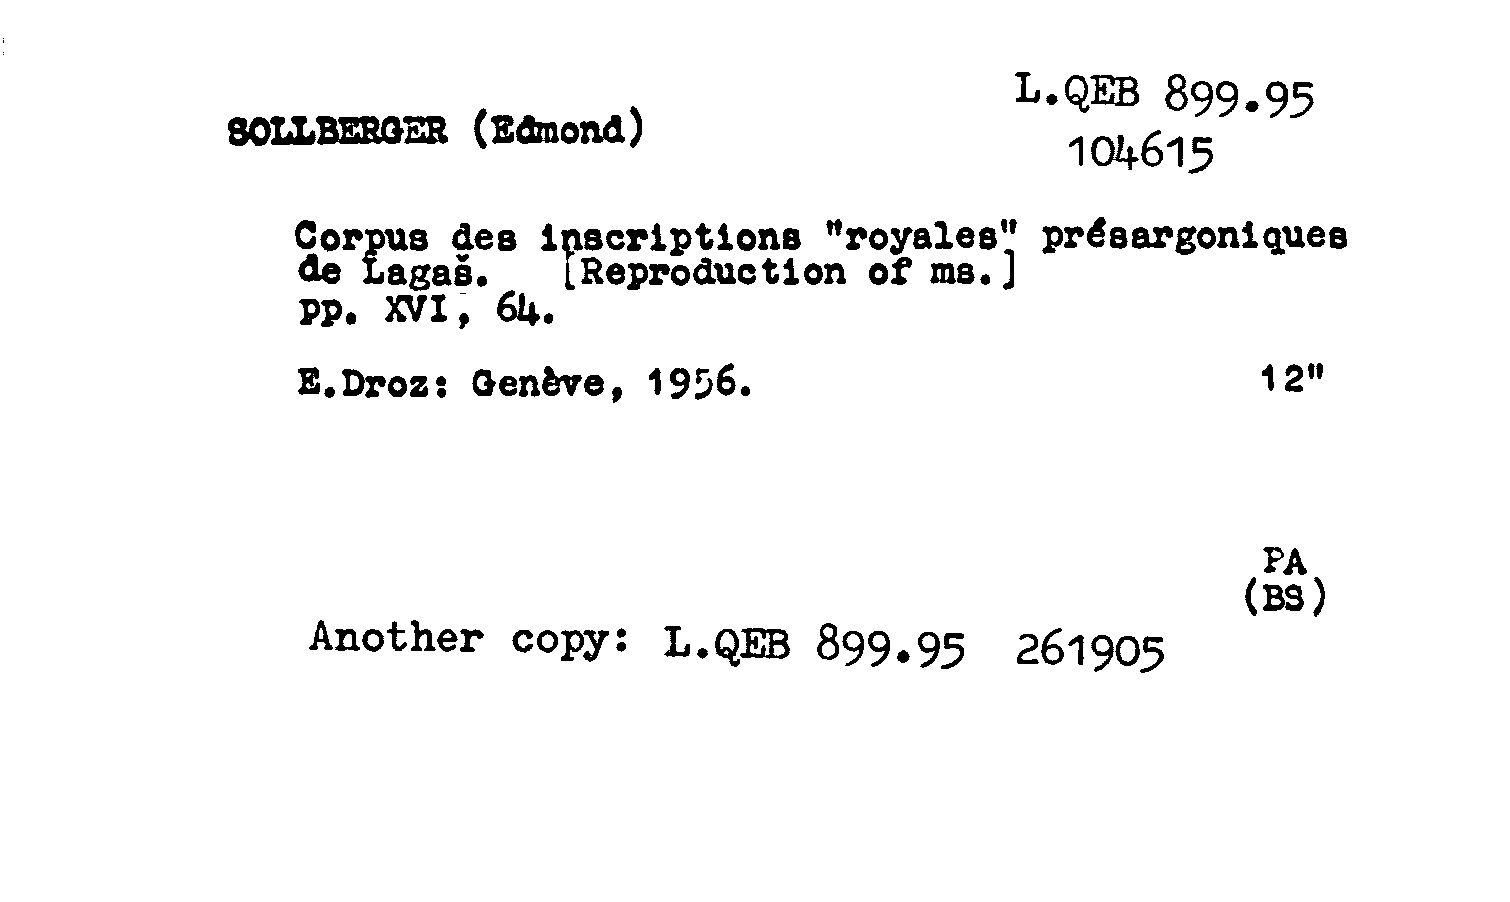 L.QEB 899.95
SOLLBERGER (Edmond)
104615
Corpus des inscriptions "royales" présargoniques
de Lagaš. [Reproduction of ms.]
pp. XVI, 64.
E.Droz: Genève, 1956. 12"
PA
(BS)
Another copy: L.QEB 899.95 261905